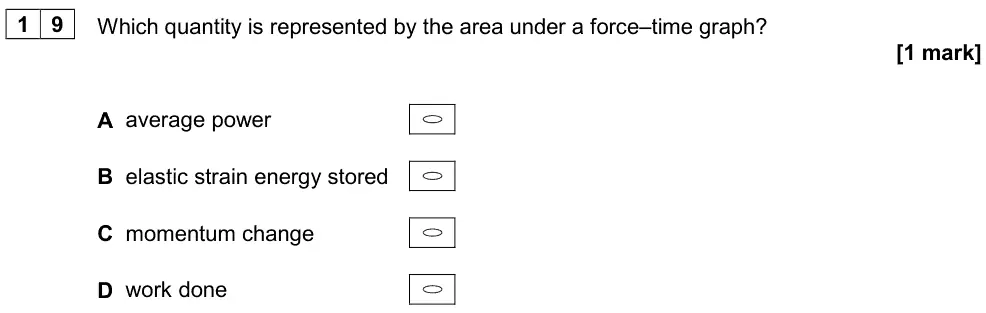 1 9 Which quantity is represented by the area under a force–time graph?
[1 mark]
A average power
B elastic strain energy stored
C momentum change
D work done